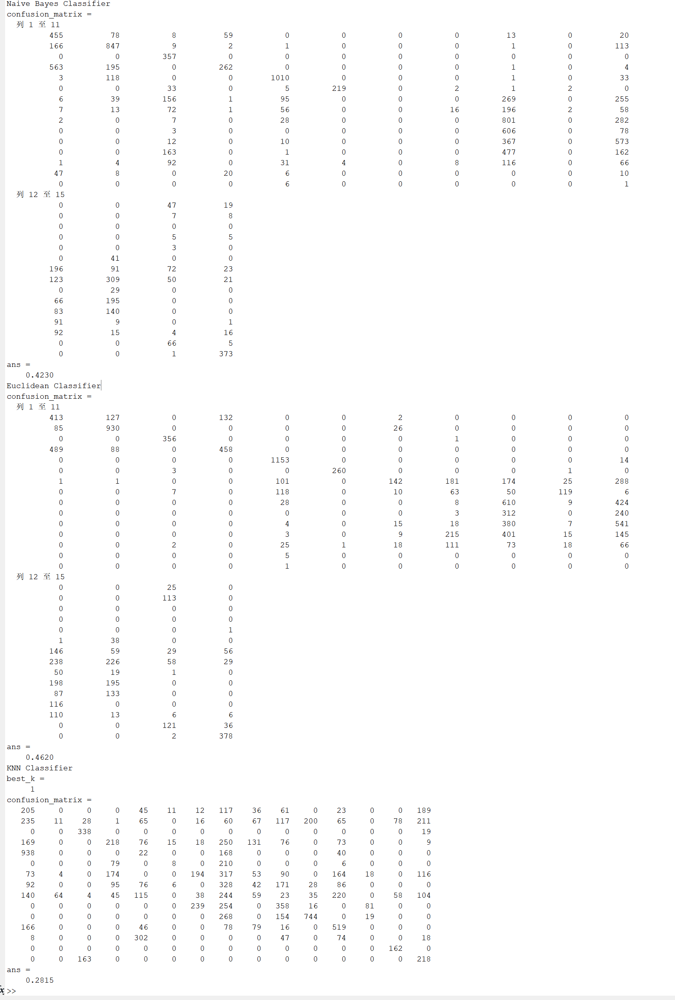 Naive Bayes Classifier
confusion_matrix =
列 1 至 11
455 78 8 59 0 0 0 0 13 0 20
166 847 9 2 1 0 0 0 1 0 113
0 0 357 0 0 0 0 0 0 0 0
563 195 0 262 0 0 0 0 1 0 4
3 118 0 0 1010 0 0 0 1 0 33
0 0 33 0 5 219 0 2 1 2 0
6 39 156 1 95 0 0 0 269 0 255
7 13 72 1 56 0 0 16 196 2 58
2 0 7 0 28 0 0 0 801 0 282
0 0 3 0 0 0 0 0 606 0 78
0 0 12 0 10 0 0 0 367 0 573
0 0 163 0 1 0 0 0 477 0 162
1 4 92 0 31 4 0 8 116 0 66
47 8 0 20 6 0 0 0 0 0 10
0 0 0 0 6 0 0 0 0 0 1
列 12 至 15
0 0 47 19
0 0 7 8
0 0 0 0
0 0 5 5
0 0 3 0
0 41 0 0
196 91 72 23
123 309 50 21
0 29 0 0
66 195 0 0
83 140 0 0
91 9 0 1
92 15 4 16
0 0 66 5
0 0 1 373
ans =
0.4230
Euclidean Classifier
confusion_matrix =
列 1 至 11
413 127 0 132 0 0 2 0 0 0 0
85 930 0 0 0 0 26 0 0 0 0
0 0 356 0 0 0 0 1 0 0 0
489 88 0 458 0 0 0 0 0 0 0
0 0 0 0 1153 0 0 0 0 0 14
0 0 3 0 0 260 0 0 0 1 0
1 1 0 0 101 0 142 181 174 25 288
0 0 7 0 118 0 10 63 50 119 6
0 0 0 0 28 0 0 8 610 9 424
0 0 0 0 0 0 0 3 312 0 240
0 0 0 0 4 0 15 18 380 7 541
0 0 0 0 3 0 9 215 401 15 145
0 0 2 0 25 1 18 111 73 18 66
0 0 0 0 5 0 0 0 0 0 0
0 0 0 0 1 0 0 0 0 0 0
列 12 至 15
0 0 25 0
0 0 113 0
0 0 0 0
0 0 0 0
0 0 0 1
1 38 0 0
146 59 29 56
238 226 58 29
50 19 1 0
198 195 0 0
87 133 0 0
116 0 0 0
110 13 6 6
0 0 121 36
0 0 2 378
ans =
0.4620
KNN Classifier
best_k =
1
confusion_matrix =
205 0 0 0 45 11 12 117 36 61 0 23 0 0 189
235 11 28 1 65 0 16 60 67 117 200 65 0 78 211
0 0 338 0 0 0 0 0 0 0 0 0 0 0 19
169 0 0 218 76 15 18 250 131 76 0 73 0 0 9
938 0 0 0 22 0 0 168 0 0 0 40 0 0 0
0 0 0 79 0 8 0 210 0 0 0 6 0 0 0
73 4 0 174 0 0 194 317 53 90 0 164 18 0 116
92 0 0 95 76 6 0 328 42 171 28 86 0 0 0
140 64 4 45 115 0 38 244 59 23 35 220 0 58 104
0 0 0 0 0 0 239 254 0 358 16 0 81 0 0
0 0 0 0 0 0 0 268 0 154 744 0 19 0 0
166 0 0 0 46 0 0 78 79 16 0 519 0 0 0
8 0 0 0 302 0 0 0 0 47 0 74 0 0 18
0 0 0 0 0 0 0 0 0 0 0 0 0 162 0
0 0 163 0 0 0 0 0 0 0 0 0 0 0 218
ans =
0.2815
fx >>